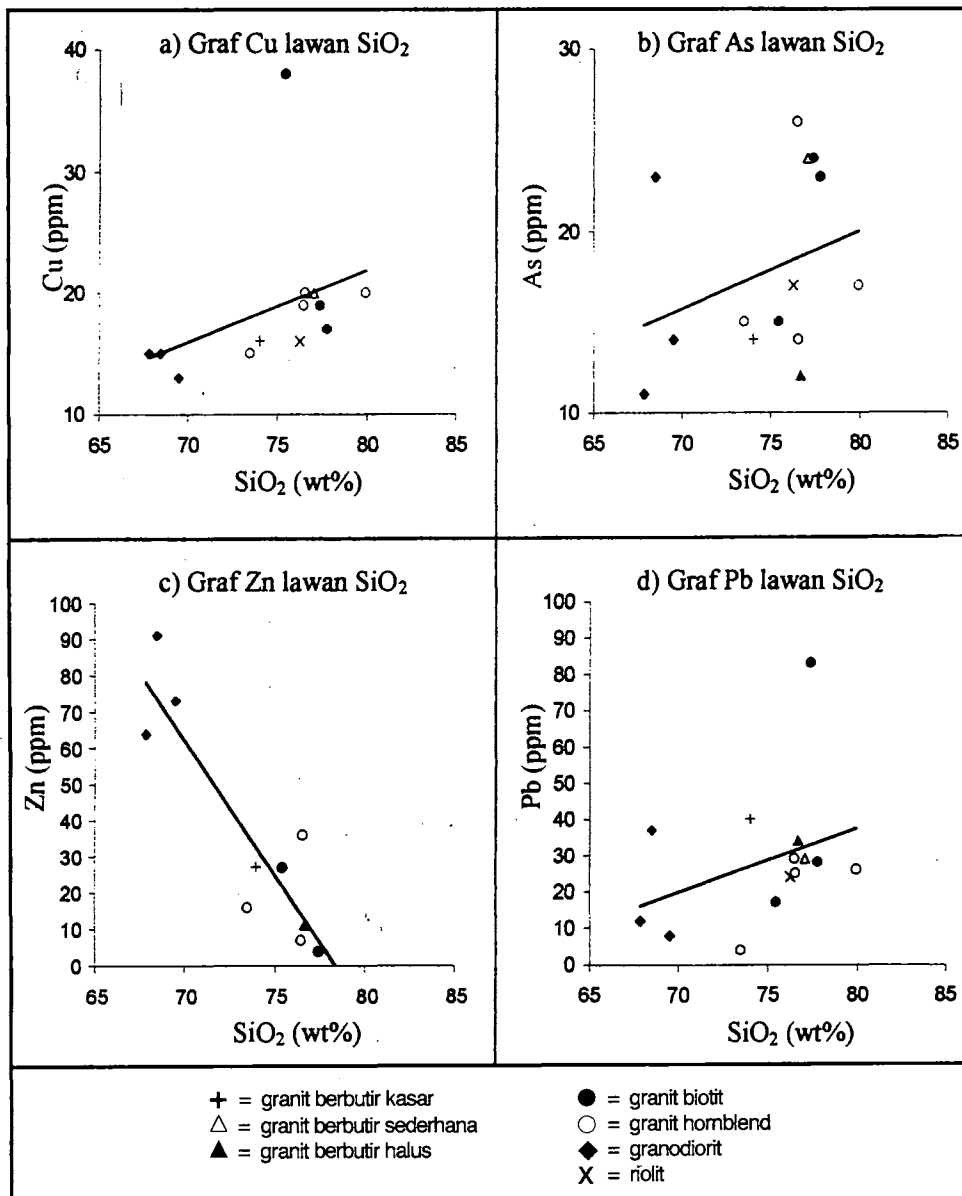 a) Graf Cu lawan SiO₂
40
30
20
10
Cu (ppm)
65 70 75 80 85
SiO₂ (wt%)
b) Graf As lawan SiO₂
30
20
10
As (ppm)
65 70 75 80 85
SiO₂ (wt%)
c) Graf Zn lawan SiO₂
100
90
80
70
60
50
40
30
20
10
0
Zn (ppm)
65 70 75 80 85
SiO₂ (wt%)
d) Graf Pb lawan SiO₂
100
90
80
70
60
50
40
30
20
10
0
Pb (ppm)
65 70 75 80 85
SiO₂ (wt%)
+ = granit berbutir kasar
△ = granit berbutir sederhana
▲ = granit berbutir halus
● = granit biotit
○ = granit hornblend
◆ = granodiorit
X = riolit